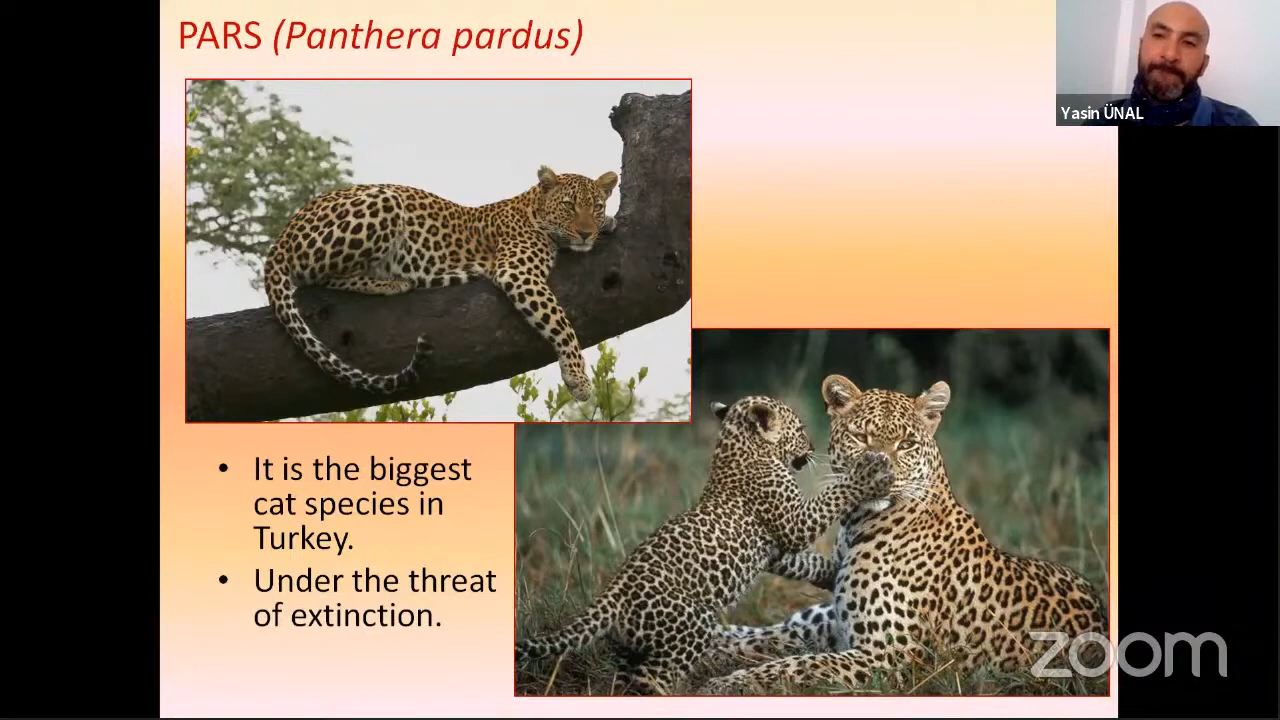 PARS (Panthera pardus)
Yasin ÜNAL
• It is the biggest
cat species in
Turkey.
• Under the threat
of extinction.
zoom